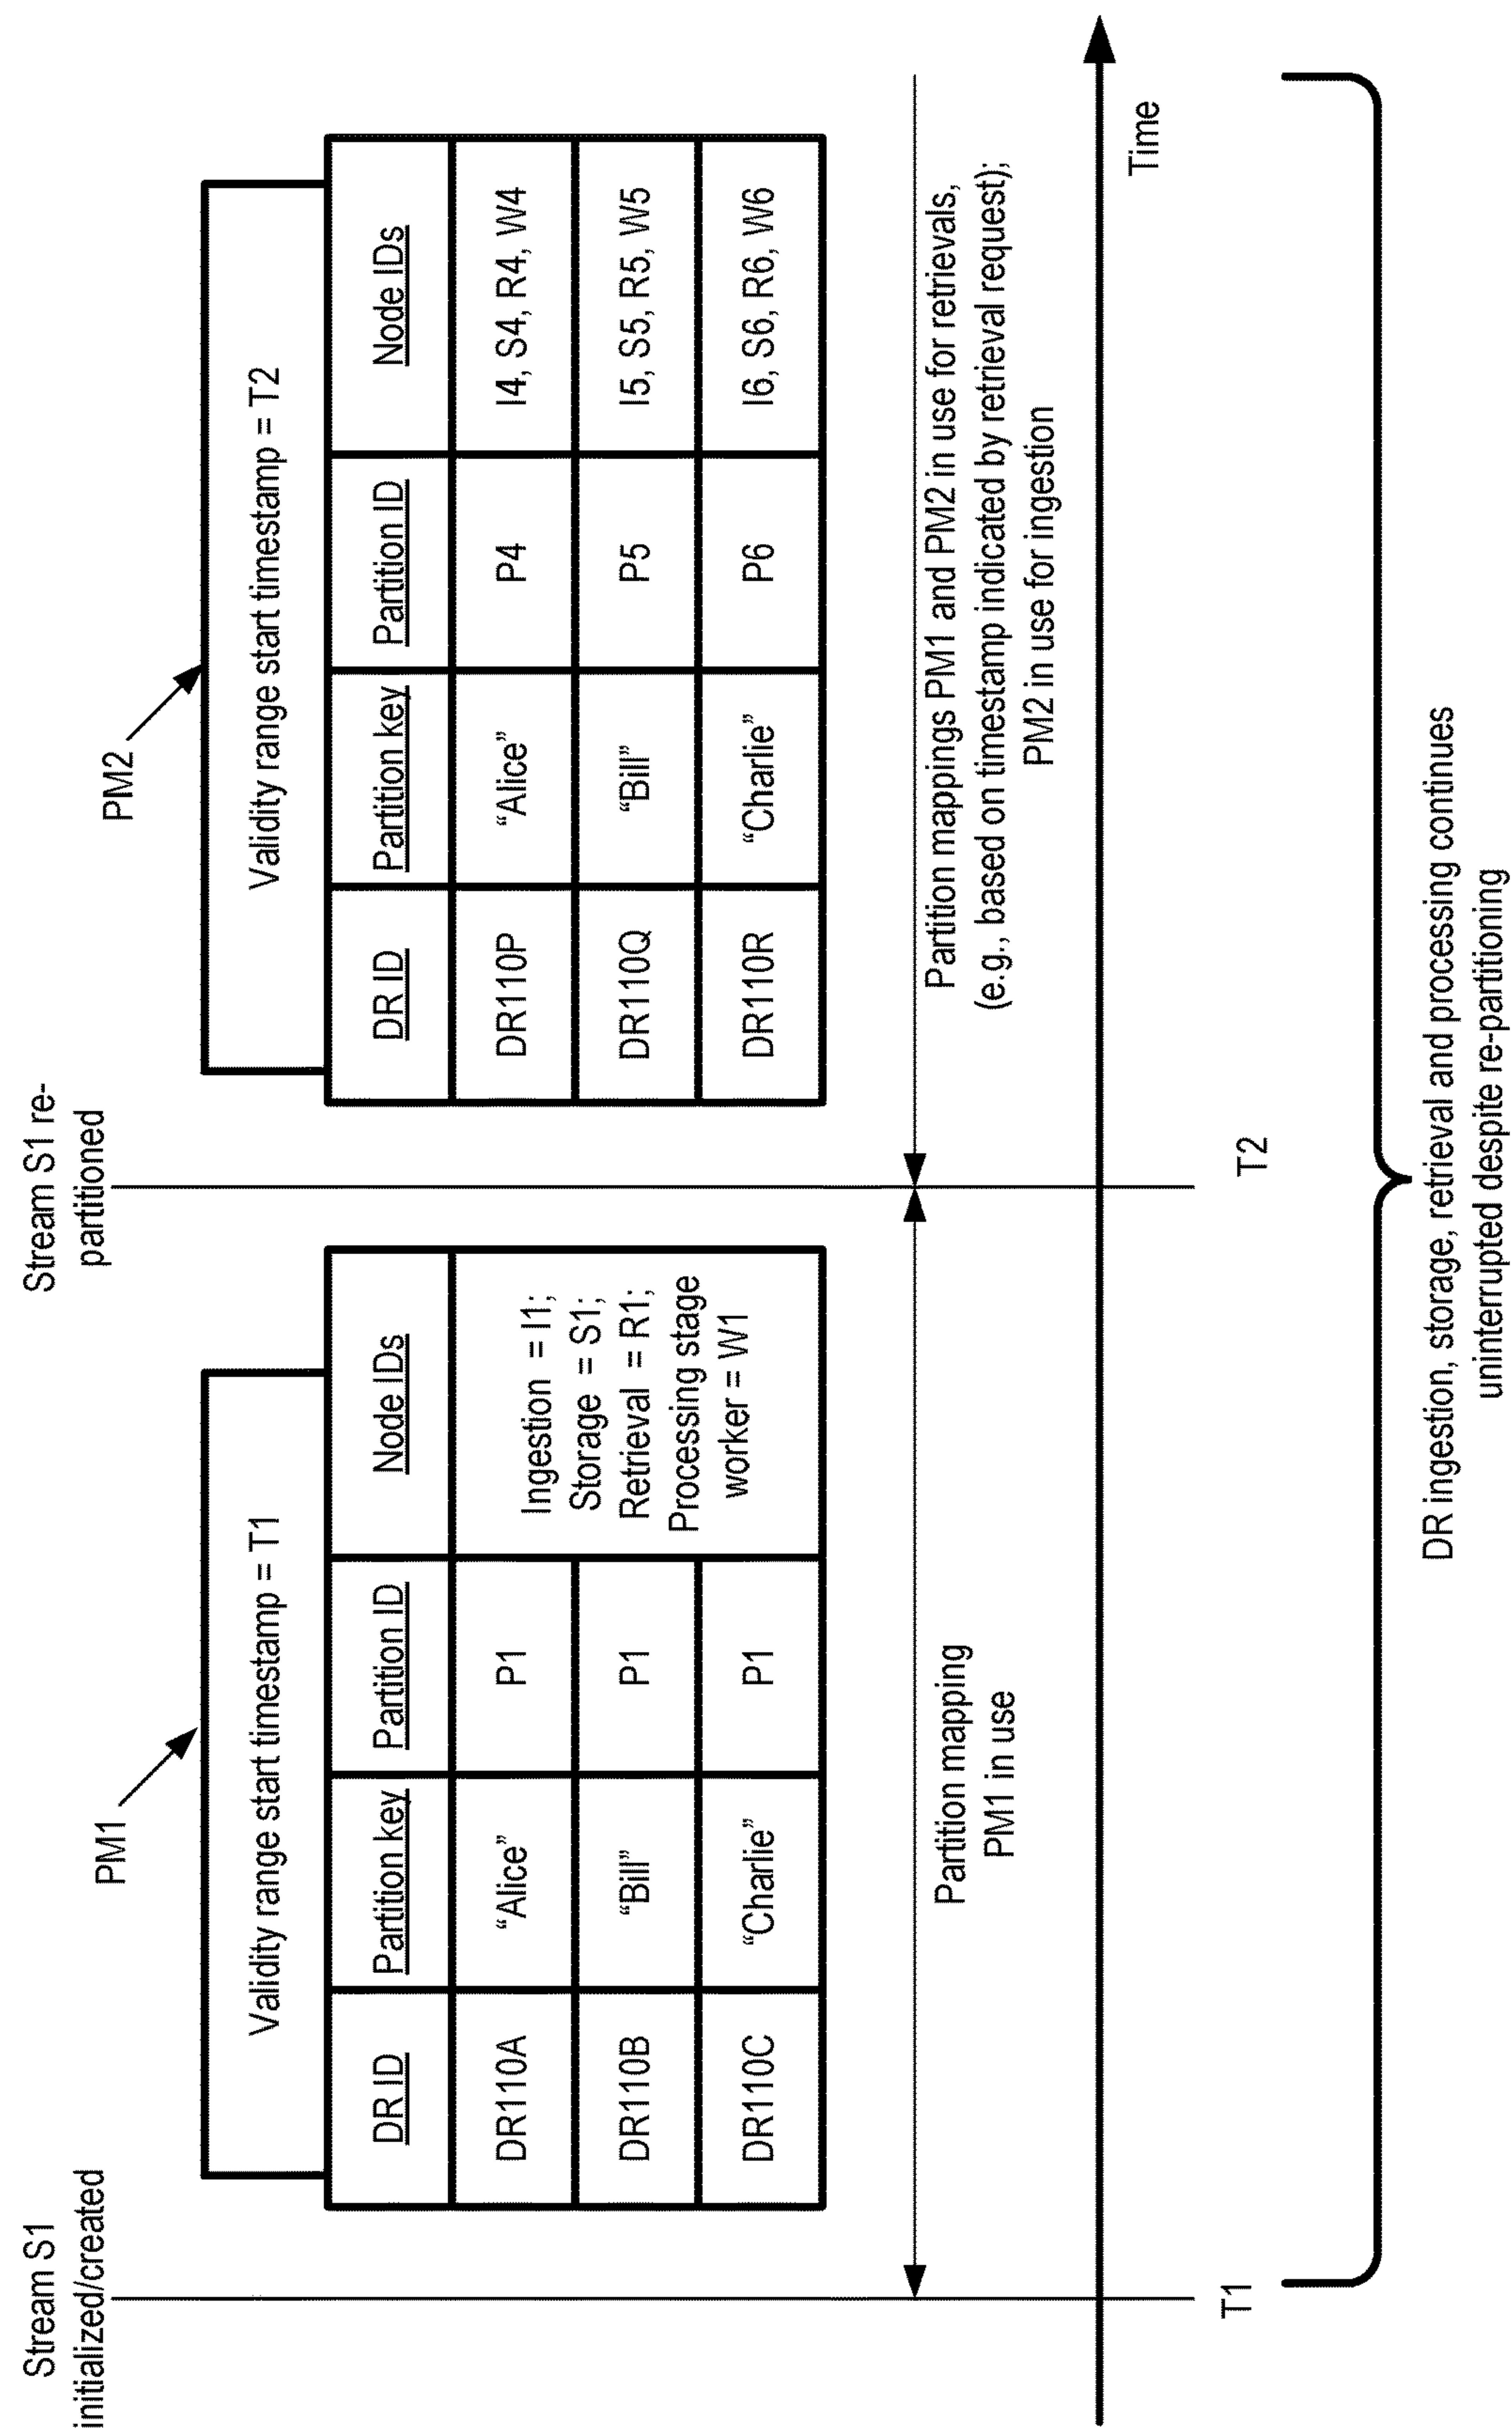 Stream S1
initialized/created
Stream S1 re-
partitioned
PM1
Validity range start timestamp = T1
DR ID
Partition key
Partition ID
Node IDs
DR110A
“Alice”
P1
DR110B
“Bill”
P1
DR110C
“Charlie”
P1
Ingestion = I1;
Storage = S1;
Retrieval = R1;
Processing stage
worker = W1
PM2
Validity range start timestamp = T2
DR ID
Partition key
Partition ID
Node IDs
DR110P
“Alice”
P4
I4, S4, R4, W4
DR110Q
“Bill”
P5
I5, S5, R5, W5
DR110R
“Charlie”
P6
I6, S6, R6, W6
Partition mapping
PM1 in use
Partition mappings PM1 and PM2 in use for retrievals,
(e.g., based on timestamp indicated by retrieval request);
PM2 in use for ingestion
Time
T1
T2
DR ingestion, storage, retrieval and processing continues
uninterrupted despite re-partitioning